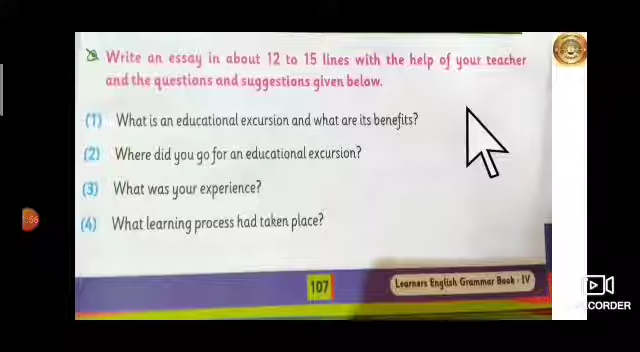 Write an essay in about 12 to 15 lines with the help of your teacher
and the questions and suggestions given below.
(1) What is an educational excursion and what are its benefits?
(2) Where did you go for an educational excursion?
(3) What was your experience?
(4) What learning process had taken place?
:56
107
Learners English Grammar Book - IV
CORDER